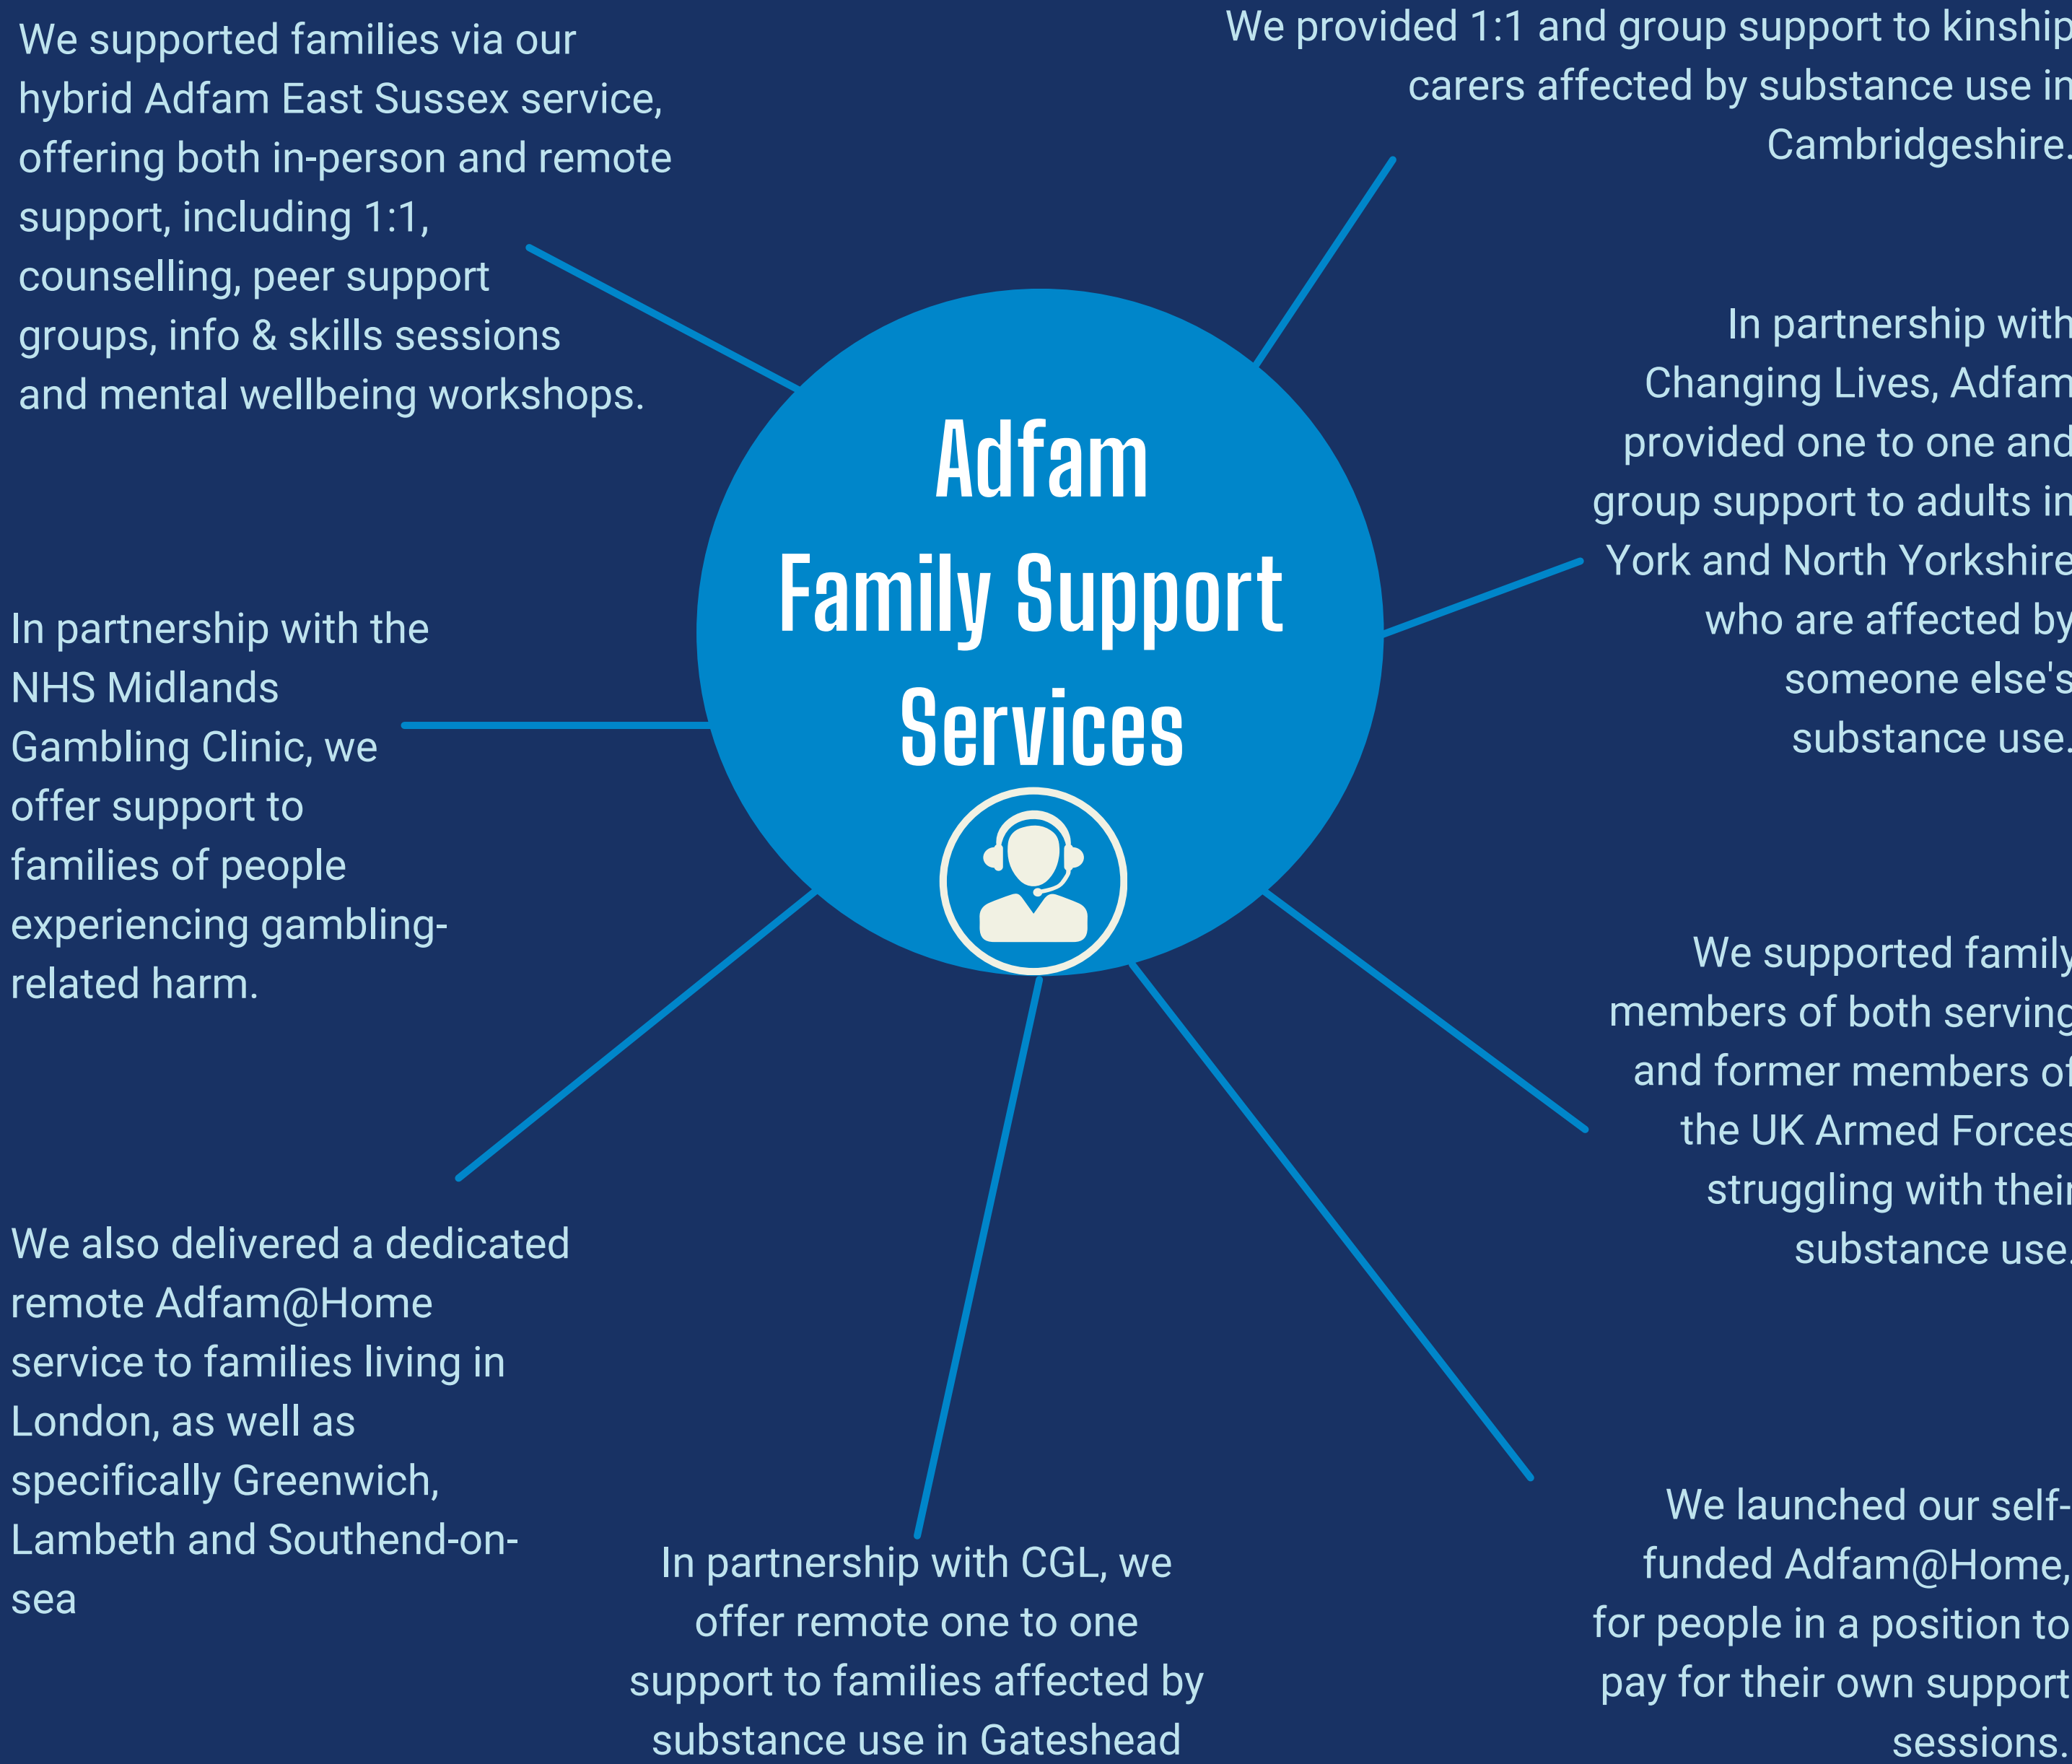 We supported families via our
hybrid Adfam East Sussex service,
offering both in-person and remote
support, including 1:1,
counselling, peer support
groups, info & skills sessions
and mental wellbeing workshops.
We provided 1:1 and group support to kinship
carers affected by substance use in
Cambridgeshire.
In partnership with
Changing Lives, Adfam
provided one to one and
group support to adults in
York and North Yorkshire
who are affected by
someone else's
substance use.
Adfam
Family Support
Services
In partnership with the
NHS Midlands
Gambling Clinic, we
offer support to
families of people
experiencing gambling-
related harm.
We supported family
members of both serving
and former members of
the UK Armed Forces
struggling with their
substance use.
We also delivered a dedicated
remote Adfam@Home
service to families living in
London, as well as
specifically Greenwich,
Lambeth and Southend-on-
sea
In partnership with CGL, we
offer remote one to one
support to families affected by
substance use in Gateshead
We launched our self-
funded Adfam@Home,
for people in a position to
pay for their own support
sessions.